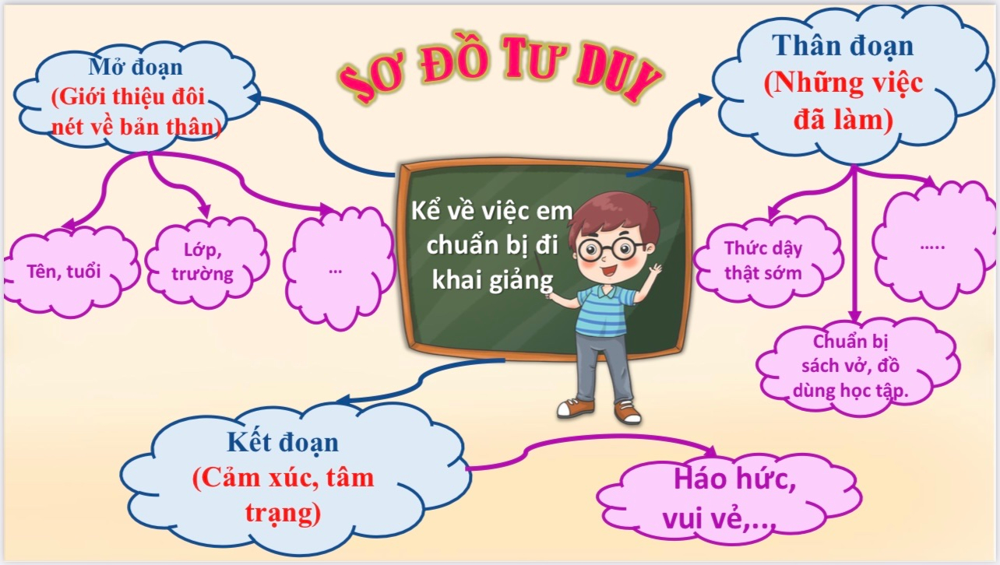 SƠ ĐỒ TƯ DUY
Mở đoạn
(Giới thiệu đôi
nét về bản thân)
Tên, tuổi
Lớp,
trường
...
Kể về việc em
chuẩn bị đi
khai giảng
Thân đoạn
(Những việc
đã làm)
Thức dậy
thật sớm
Chuẩn bị
sách vở, đồ
dùng học tập.
.....
Kết đoạn
(Cảm xúc, tâm
trạng)
Háo hức,
vui vẻ,...